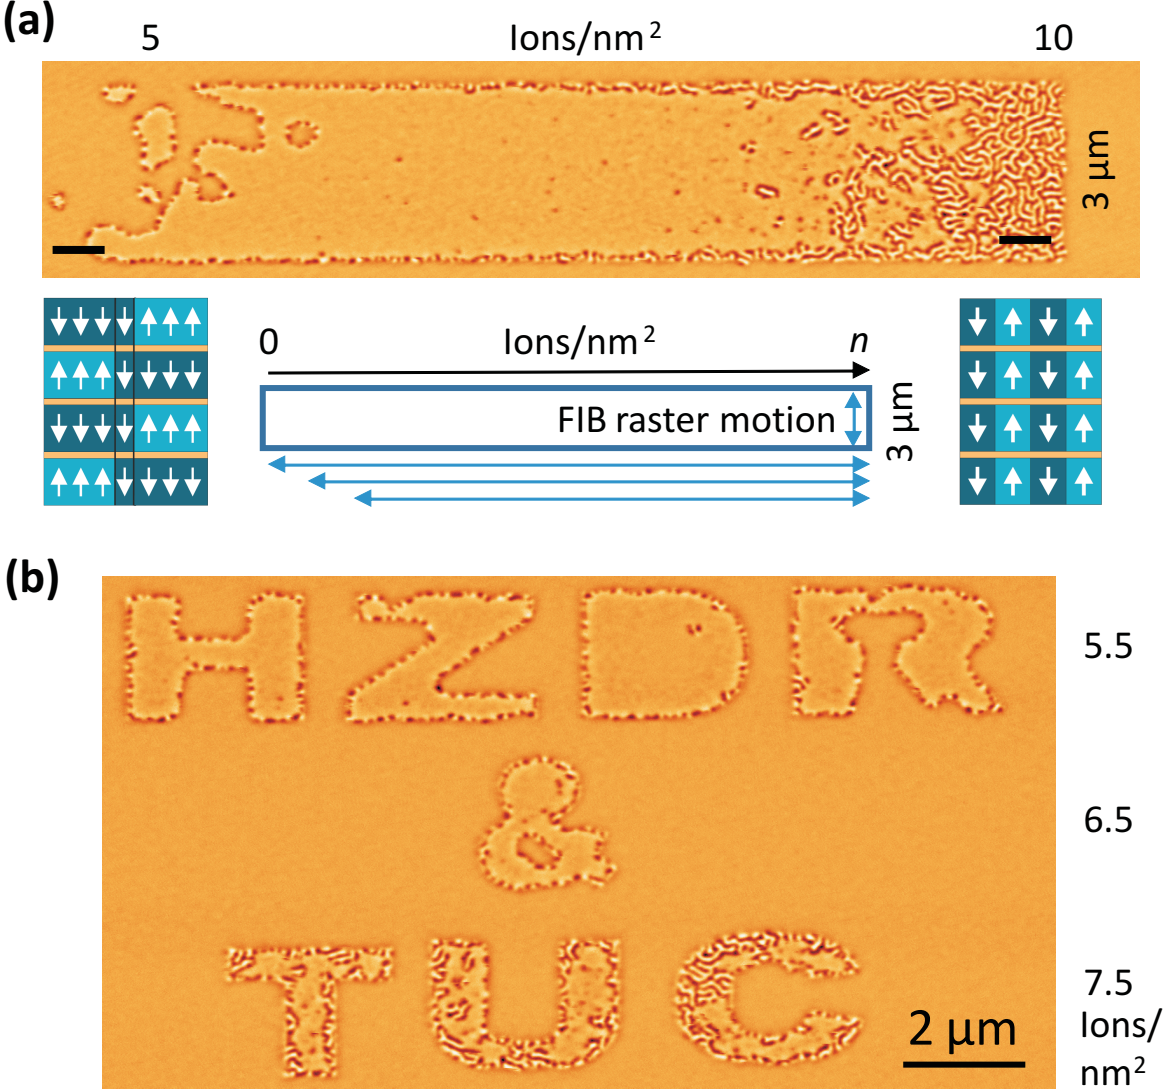 (a)
5 Ions/nm² 10
3 µm
0 Ions/nm² n
FIB raster motion
3 µm
(b)
HZDR
5.5
&
6.5
TUC
7.5
Ions/
nm²
2 µm